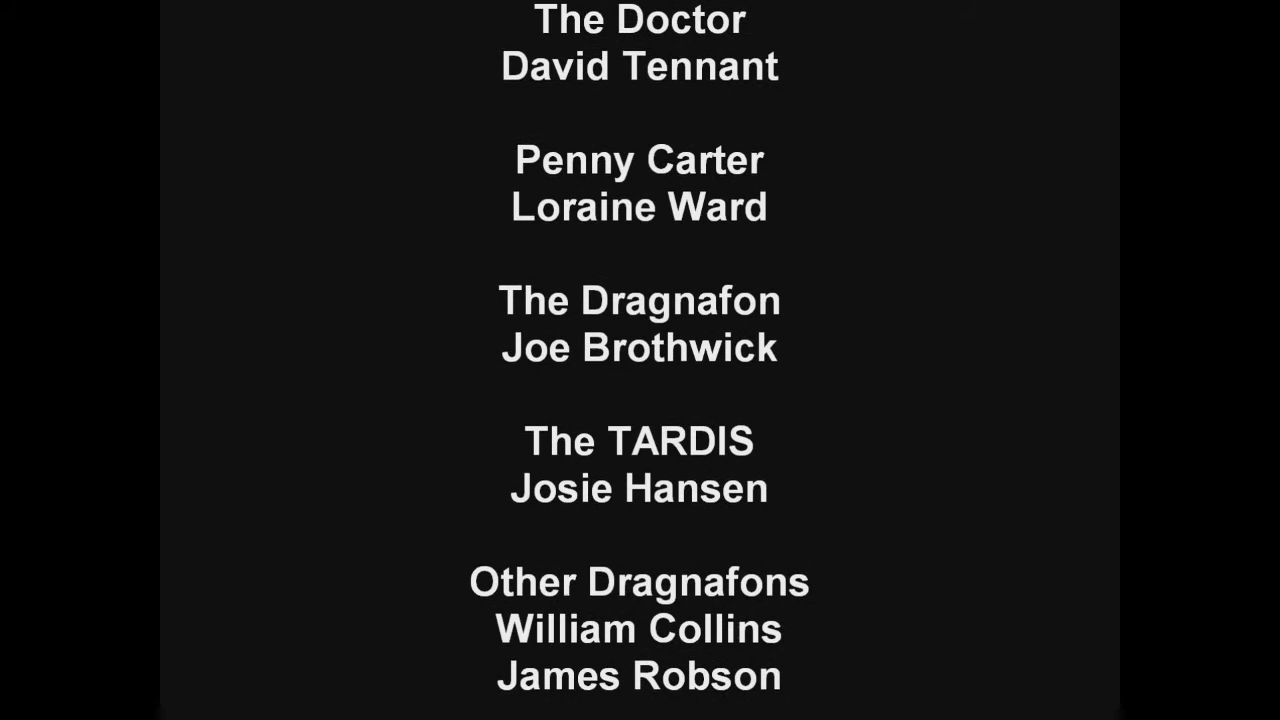 The Doctor
David Tennant
Penny Carter
Loraine Ward
The Dragnafon
Joe Brothwick
The TARDIS
Josie Hansen
Other Dragnafons
William Collins
James Robson